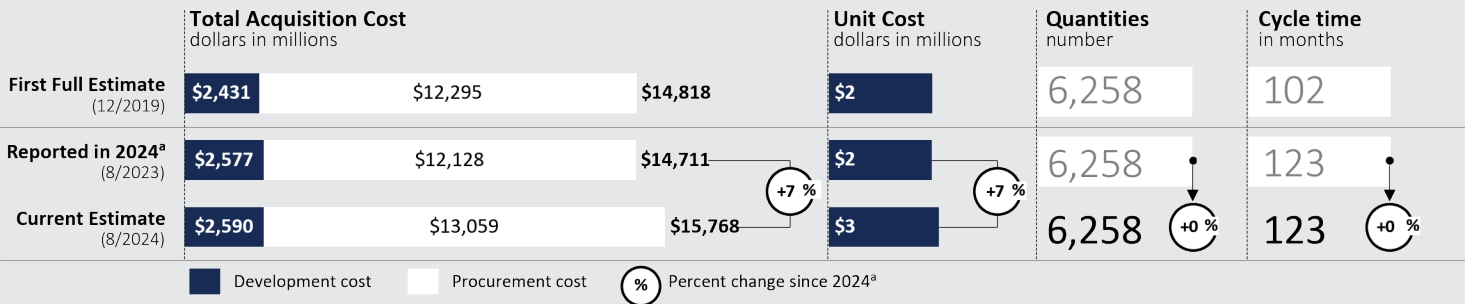 Total Acquisition Cost
dollars in millions
Unit Cost
dollars in millions
Quantities
number
Cycle time
in months
First Full Estimate
(12/2019)
$2,431
$12,295
$14,818
$2
6,258
102
Reported in 2024ᵃ
(8/2023)
$2,577
$12,128
$14,711
$2
6,258
123
+7 %
+7 %
+0 %
+0 %
Current Estimate
(8/2024)
$2,590
$13,059
$15,768
$3
6,258
123
Development cost
Procurement cost
%
Percent change since 2024ᵃ